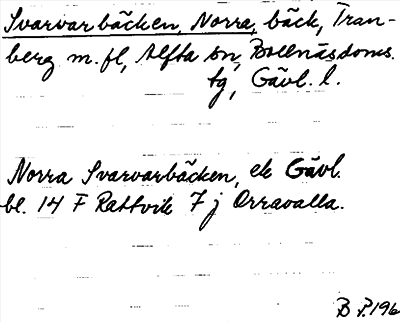 Svarvarbäcken, Norra, bäck, Tran-
berg m. fl, Alfta sn, Bollnäsdoms.
tg, Gävl. l.
Norra Svarvarbäcken, ek Gävl.
bl. 14 F Rättvik 7 j Orravalla.
B P. 196